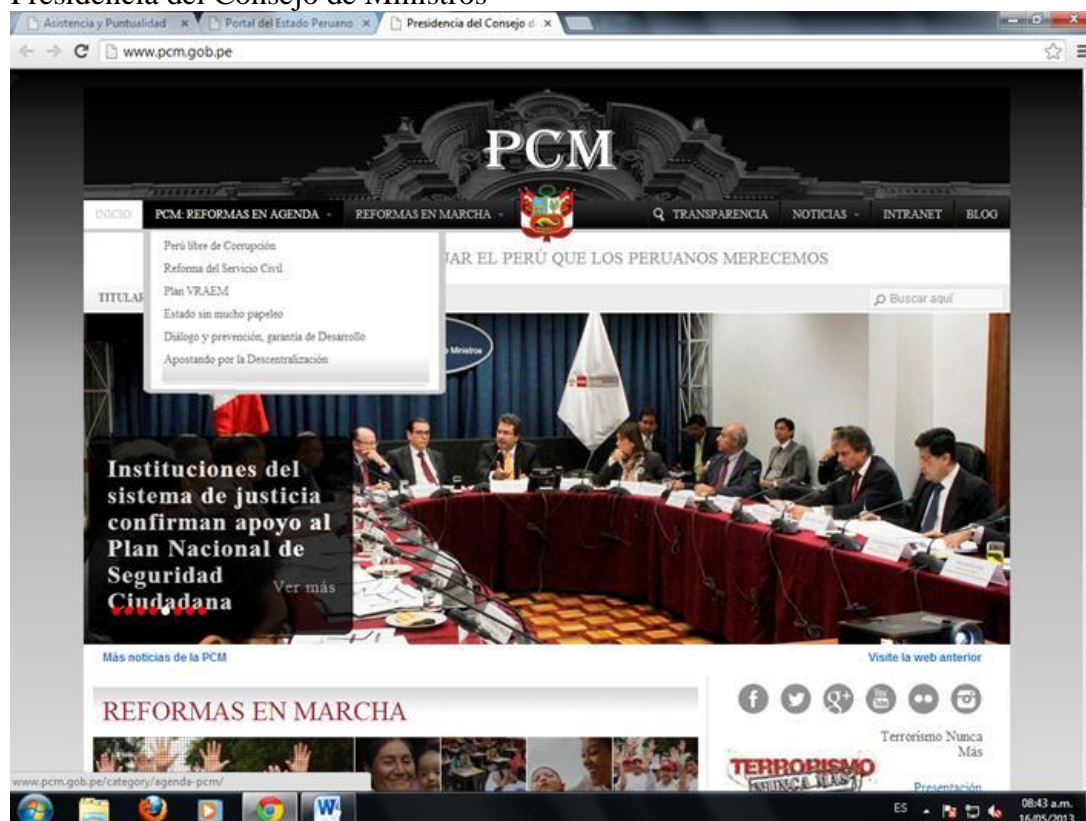 Presidencia del Consejo de Ministros
Asistencia y Puntualidad
Portal del Estado Peruano
Presidencia del Consejo d
www.pcm.gob.pe
PCM
INICIO
PCM: REFORMAS EN AGENDA
REFORMAS EN MARCHA
TRANSPARENCIA
NOTICIAS
INTRANET
BLOG
Perú libre de Corrupción
Reforma del Servicio Civil
Plan VRAEM
Estado sin mucho papeleo
Diálogo y prevención, garantía de Desarrollo
Apostando por la Descentralización
EL PERÚ QUE LOS PERUANOS MERECEMOS
TITULAR
Buscar aquí
Ministros
Instituciones del
sistema de justicia
confirman apoyo al
Plan Nacional de
Seguridad
Ciudadana
Ver más
Más noticias de la PCM
Visite la web anterior
REFORMAS EN MARCHA
Terrorismo Nunca
Más
TERRORISMO
NUNCA MÁS
Presentación
www.pcm.gob.pe/category/agenda-pcm/
ES
08:43 a.m.
16/05/2013